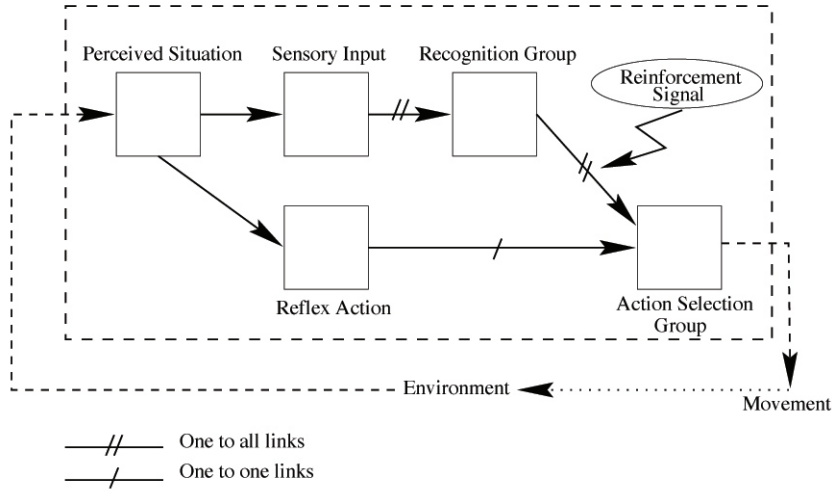 Perceived Situation
Sensory Input
Recognition Group
Reinforcement
Signal
Reflex Action
Action Selection
Group
Environment
Movement
One to all links
One to one links